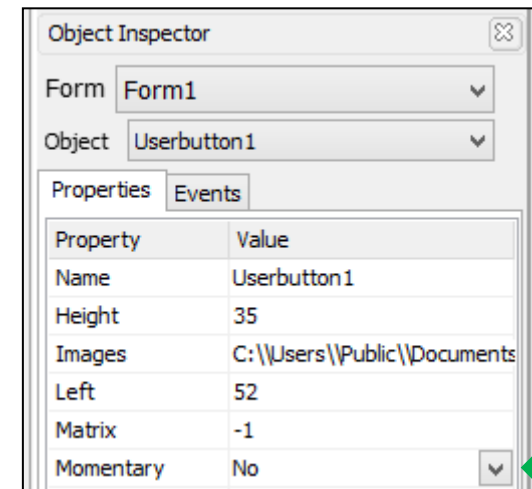 Object Inspector
Form Form1
Object Userbutton1
Properties Events
Property Value
Name Userbutton1
Height 35
Images C:\\Users\\Public\\Documents
Left 52
Matrix -1
Momentary No